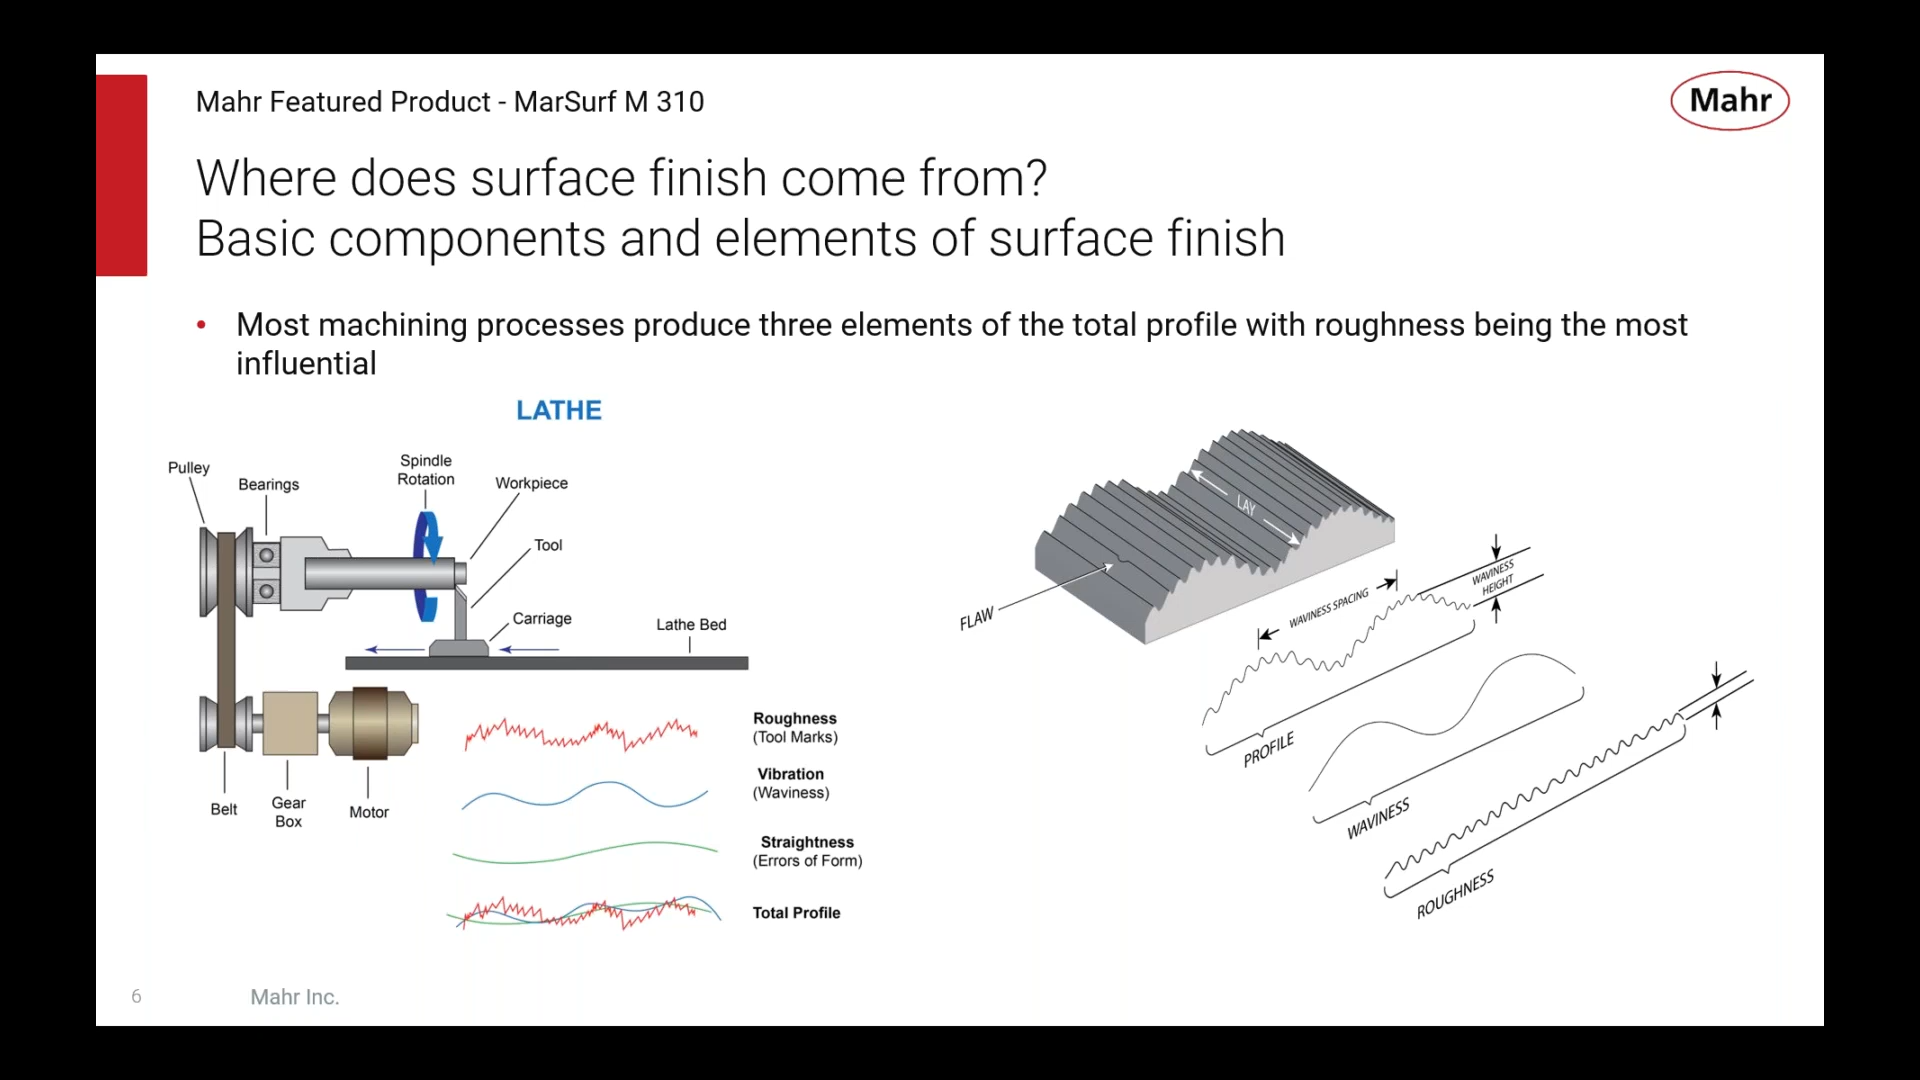 Mahr Featured Product - MarSurf M 310
Mahr
Where does surface finish come from?
Basic components and elements of surface finish
• Most machining processes produce three elements of the total profile with roughness being the most
influential
LATHE
Pulley
Bearings
Spindle
Rotation
Workpiece
Tool
Carriage
Lathe Bed
Belt
Gear
Box
Motor
Roughness
(Tool Marks)
Vibration
(Waviness)
Straightness
(Errors of Form)
Total Profile
LAY
FLAW
WAVINESS SPACING
WAVINESS
HEIGHT
PROFILE
WAVINESS
ROUGHNESS
6
Mahr Inc.